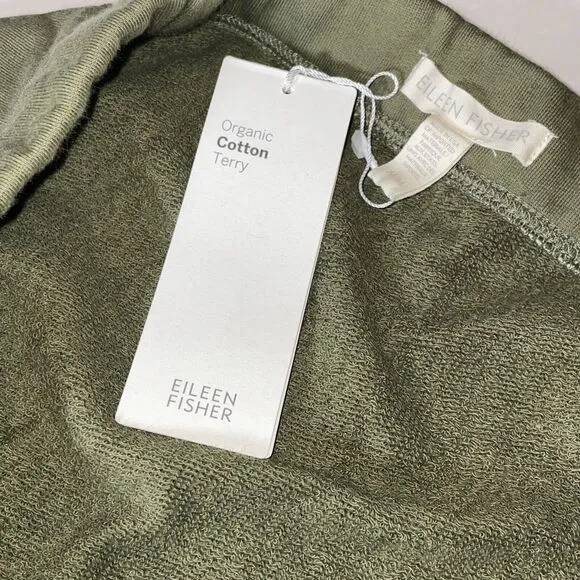 Organic
Cotton
Terry
EILEEN
FISHER
EILEEN FISHER